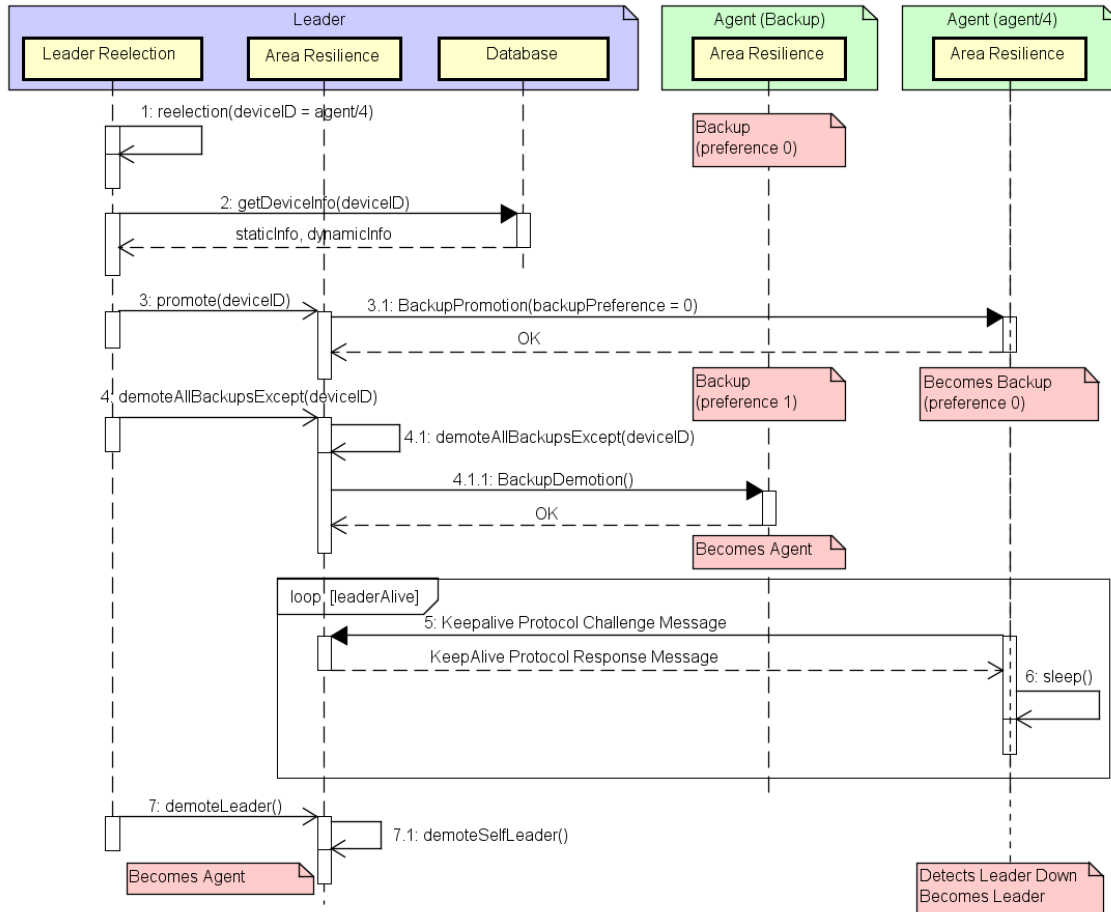 Leader
Agent (Backup)
Agent (agent/4)
Leader Reelection
Area Resilience
Database
Area Resilience
Area Resilience
1: reelection(deviceID = agent/4)
Backup
(preference 0)
2: getDeviceInfo(deviceID)
staticInfo, dynamicInfo
3: promote(deviceID)
3.1: BackupPromotion(backupPreference = 0)
OK
Backup
(preference 1)
Becomes Backup
(preference 0)
4: demoteAllBackupsExcept(deviceID)
4.1: demoteAllBackupsExcept(deviceID)
4.1.1: BackupDemotion()
OK
Becomes Agent
loop [leaderAlive]
5: Keepalive Protocol Challenge Message
KeepAlive Protocol Response Message
6: sleep()
7: demoteLeader()
7.1: demoteSelfLeader()
Becomes Agent
Detects Leader Down
Becomes Leader